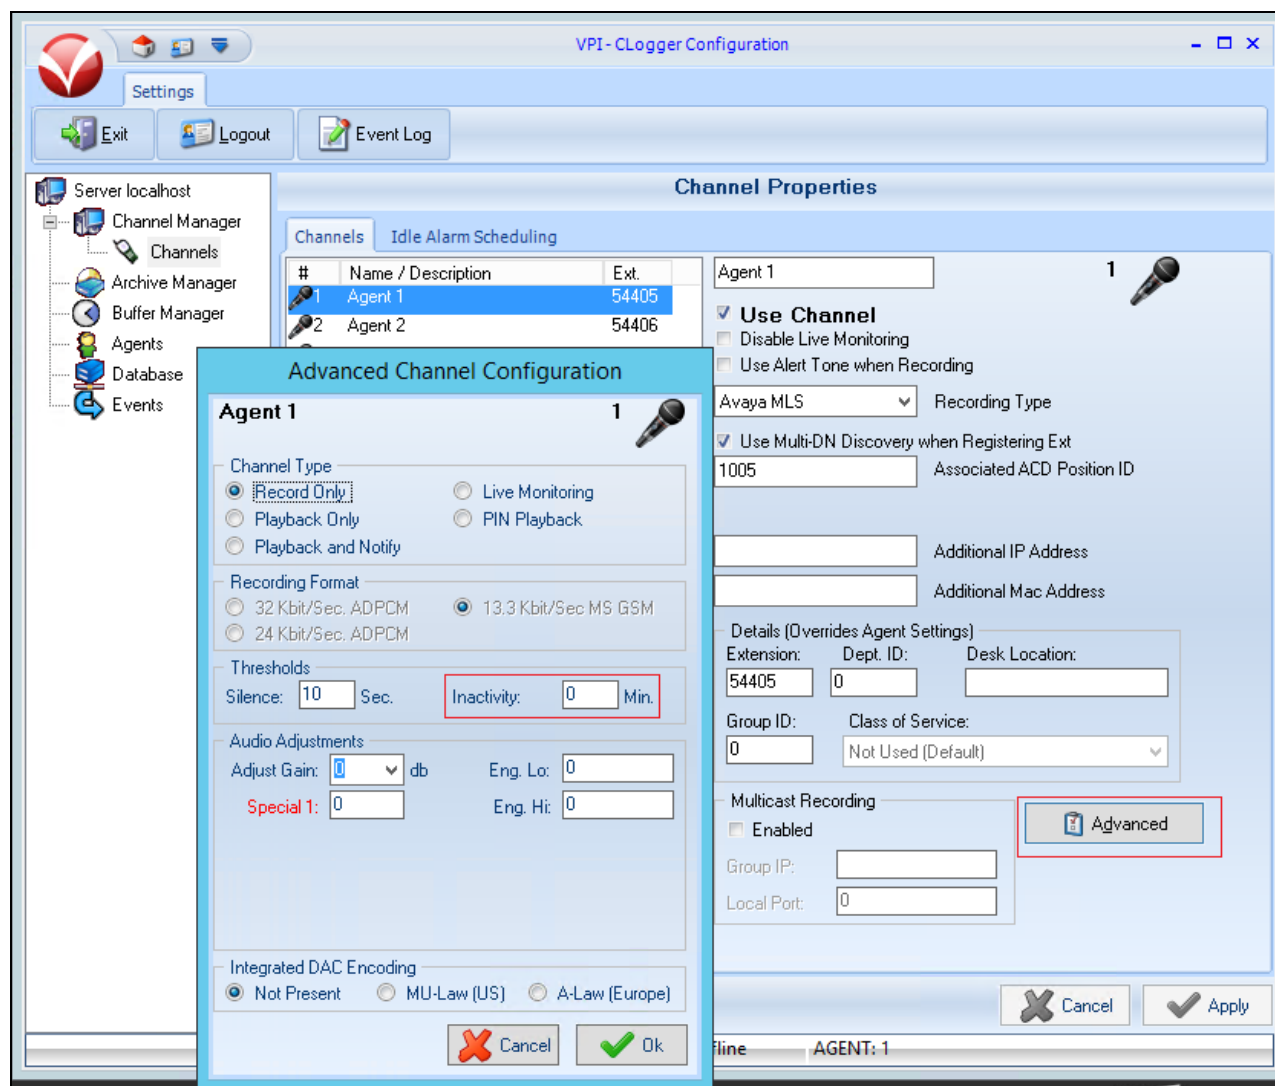 VPI - CLogger Configuration
Settings
Exit
Logout
Event Log
Server localhost
Channel Manager
Channels
Archive Manager
Buffer Manager
Agents
Database
Events
Channel Properties
Channels Idle Alarm Scheduling
# Name / Description Ext.
1 Agent 1 54405
2 Agent 2 54406
Agent 1 1
Use Channel
Disable Live Monitoring
Use Alert Tone when Recording
Avaya MLS Recording Type
Use Multi-DN Discovery when Registering Ext
1005 Associated ACD Position ID
Additional IP Address
Additional Mac Address
Details (Overrides Agent Settings)
Extension: Dept. ID: Desk Location:
54405 0
Group ID: Class of Service:
0 Not Used (Default)
Multicast Recording
Enabled
Group IP:
Local Port: 0
Advanced
Cancel Apply
AGENT: 1
Advanced Channel Configuration
Agent 1 1
Channel Type
Record Only Live Monitoring
Playback Only PIN Playback
Playback and Notify
Recording Format
32 Kbit/Sec. ADPCM 13.3 Kbit/Sec MS GSM
24 Kbit/Sec. ADPCM
Thresholds
Silence: 10 Sec. Inactivity: 0 Min.
Audio Adjustments
Adjust Gain: 0 db Eng. Lo: 0
Special 1: 0 Eng. Hi: 0
Integrated DAC Encoding
Not Present MU-Law (US) A-Law (Europe)
Cancel Ok